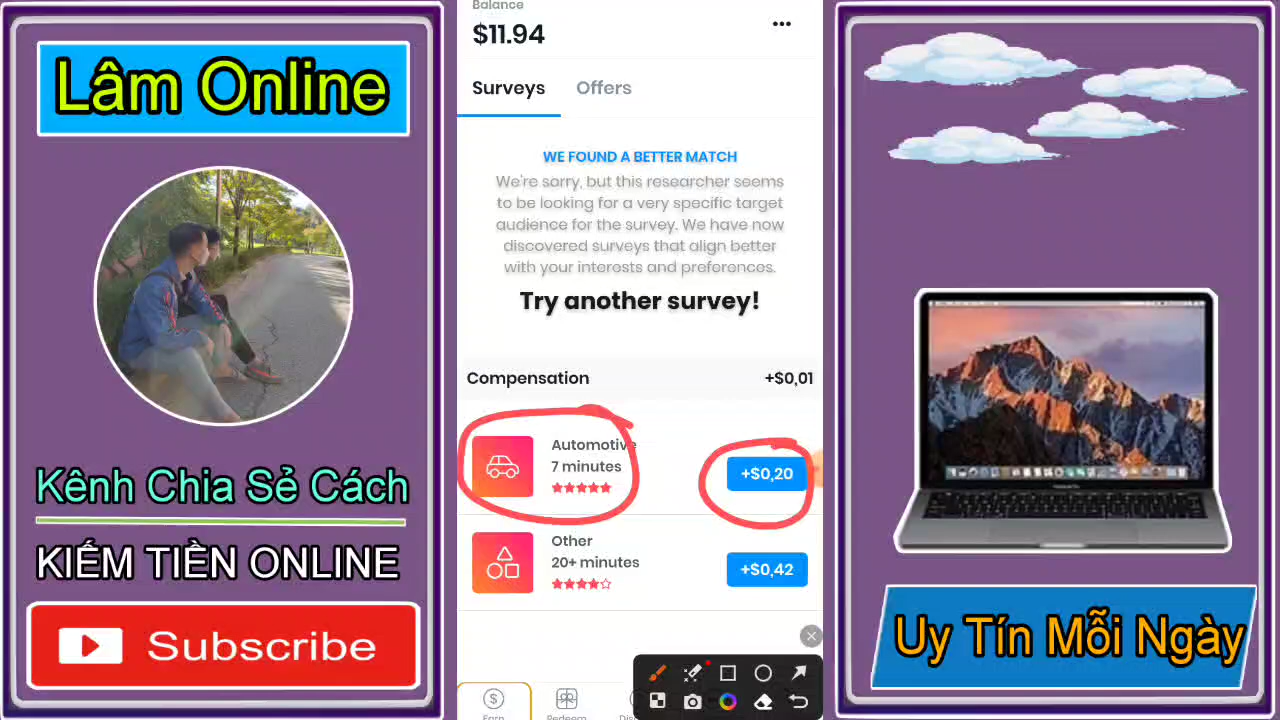 Lâm Online
Kênh Chia Sẻ Cách
KIẾM TIỀN ONLINE
Subscribe
Balance
$11.94
Surveys
Offers
WE FOUND A BETTER MATCH
We're sorry, but this researcher seems
to be looking for a very specific target
audience for the survey. We have now
discovered surveys that align better
with your interests and preferences.
Try another survey!
Compensation
+$0,01
Automotive
7 minutes
+$0,20
Other
20+ minutes
+$0,42
Earn
Redeem
Uy Tín Mỗi Ngày